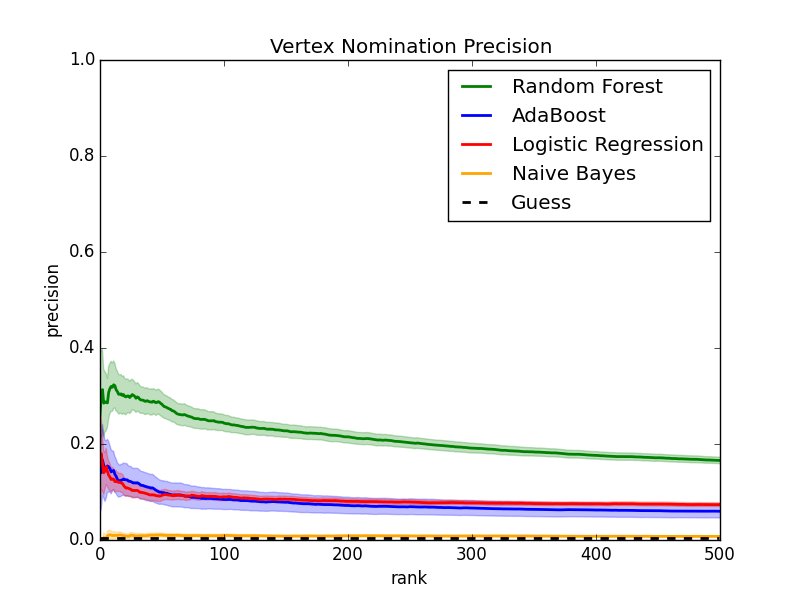 Vertex Nomination Precision
1.0
0.8
0.6
0.4
0.2
0.0
precision
Random Forest
AdaBoost
Logistic Regression
Naive Bayes
Guess
0 100 200 300 400 500
rank